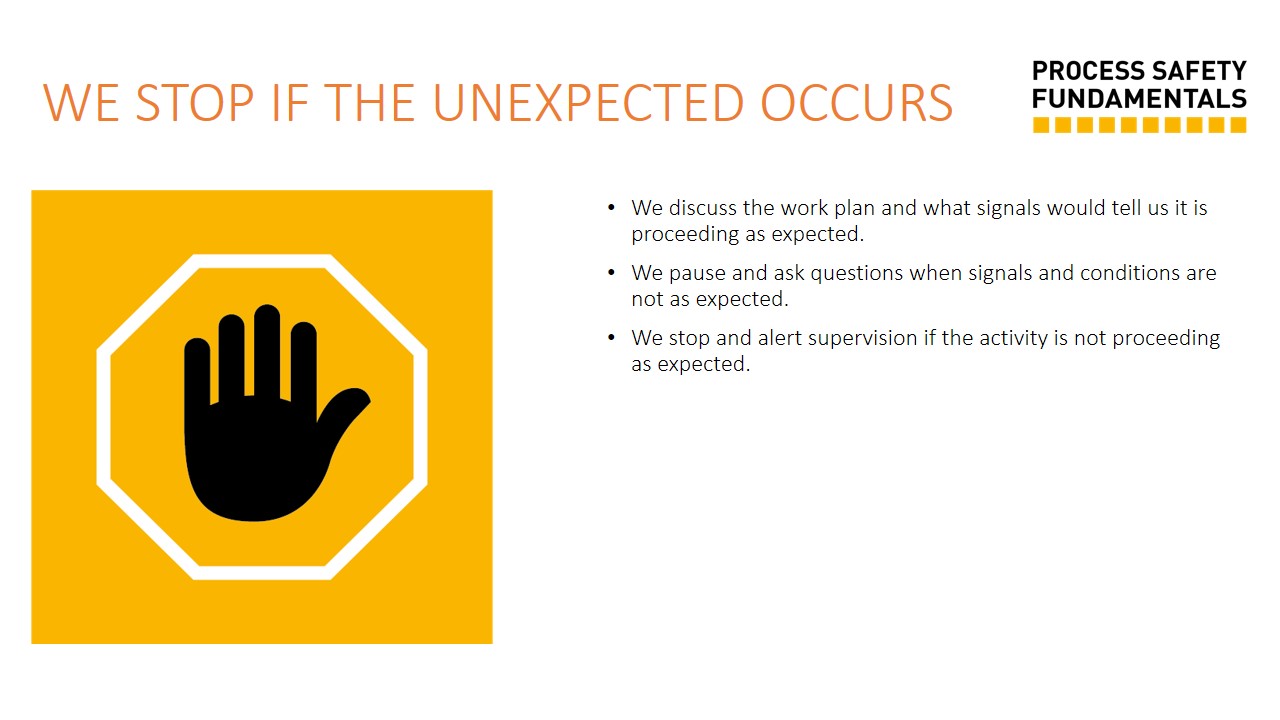 WE STOP IF THE UNEXPECTED OCCURS
PROCESS SAFETY
FUNDAMENTALS
• We discuss the work plan and what signals would tell us it is
proceeding as expected.
• We pause and ask questions when signals and conditions are
not as expected.
• We stop and alert supervision if the activity is not proceeding
as expected.